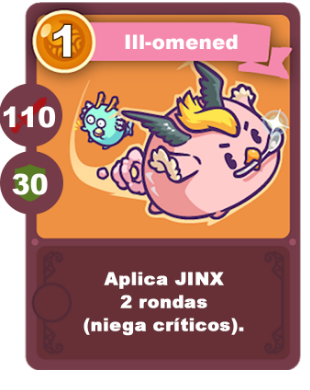 1
Ill-omened
110
30
Aplica JINX
2 rondas
(niega críticos).